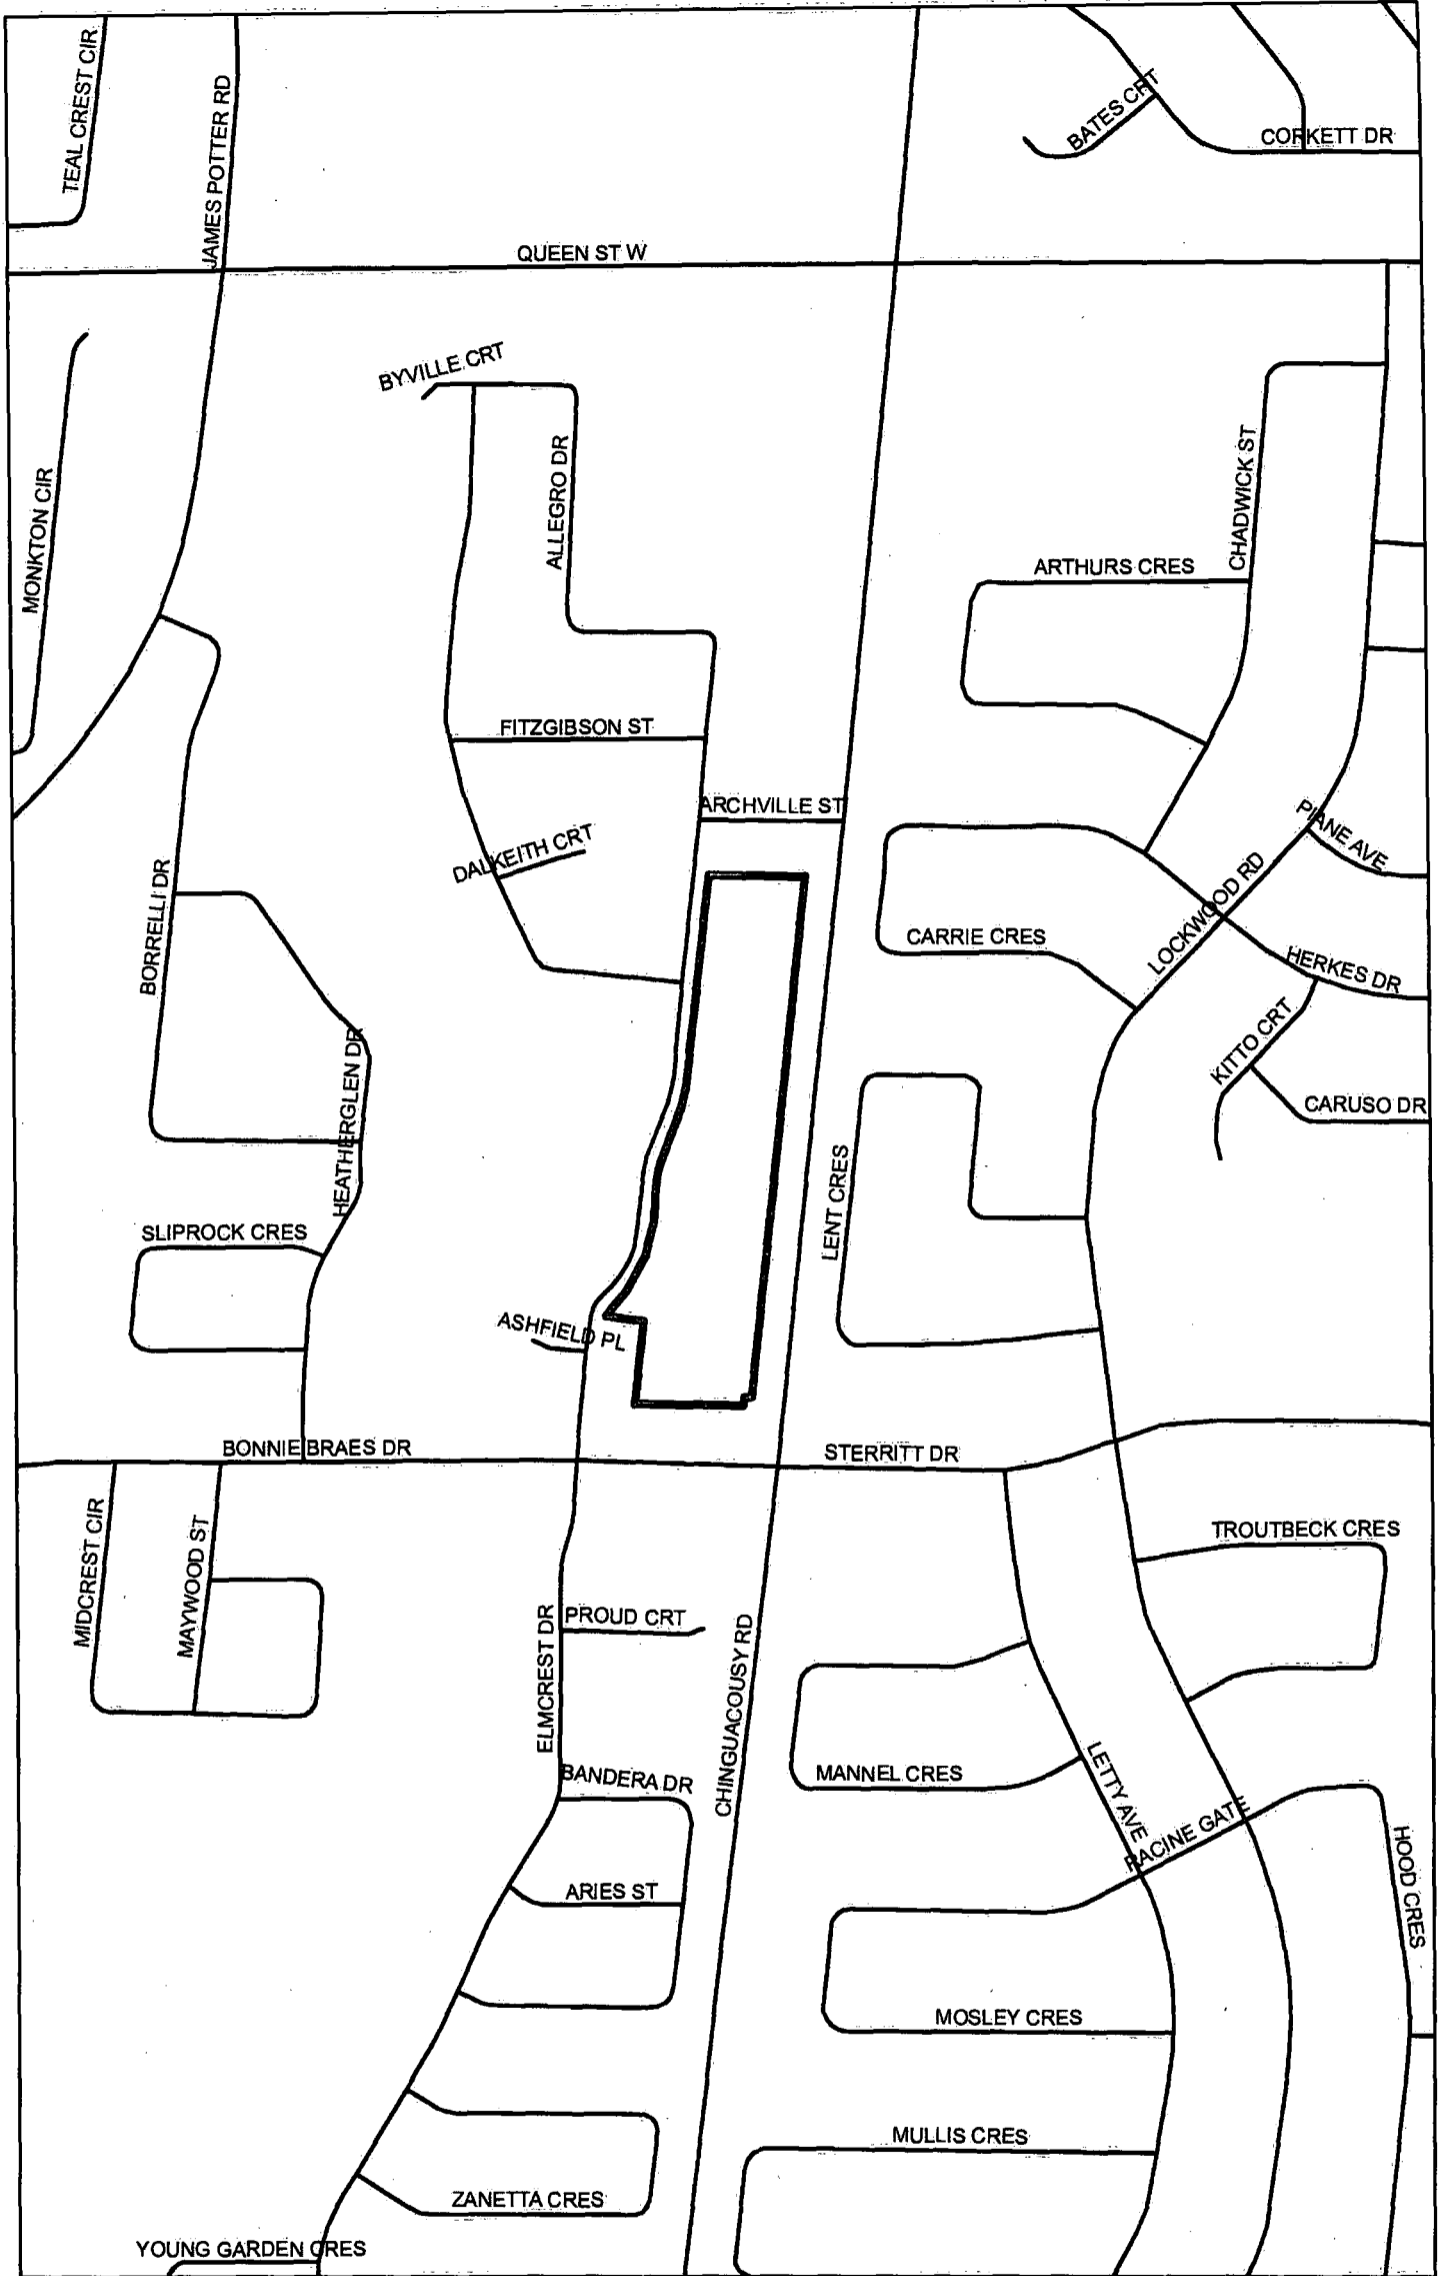 TEAL CREST CIR
JAMES POTTER RD
BATES CRT
CORKETT DR
QUEEN ST W
BYVILLE CRT
ALLEGRO DR
MONKTON CIR
CHADWICK ST
ARTHURS CRES
FITZGIBSON ST
ARCHVILLE ST
PIANE AVE
DALKEITH CRT
BORRELLI DR
LOCKWOOD RD
CARRIE CRES
HERKES DR
KITTO CRT
HEATHERGLEN DR
CARUSO DR
LENT CRES
SLIPROCK CRES
ASHFIELD PL
BONNIE BRAES DR
STERRITT DR
MIDCREST CIR
MAYWOOD ST
TROUTBECK CRES
ELMCREST DR
PROUD CRT
CHINGUACOUSY RD
BANDERA DR
MANNEL CRES
LETTY AVE
RACINE GATE
HOOD CRES
ARIES ST
MOSLEY CRES
MULLIS CRES
ZANETTA CRES
YOUNG GARDEN CRES